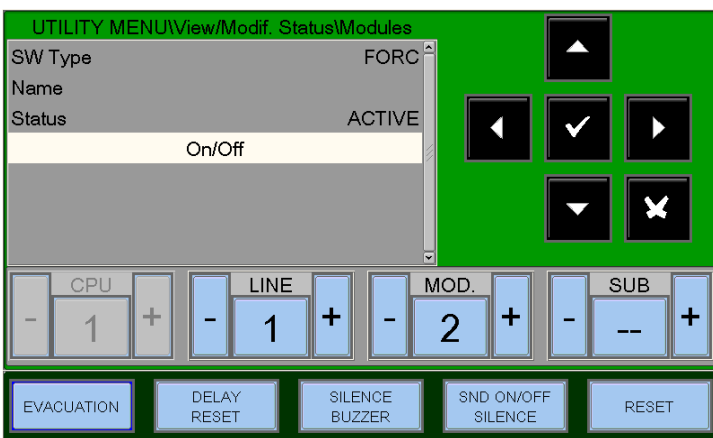 UTILITY MENU\View/Modif. Status\Modules
SW Type FORC
Name
Status ACTIVE
On/Off
CPU LINE MOD. SUB
- 1 + - 1 + - 2 + - -- +
EVACUATION DELAY RESET SILENCE BUZZER SND ON/OFF SILENCE RESET